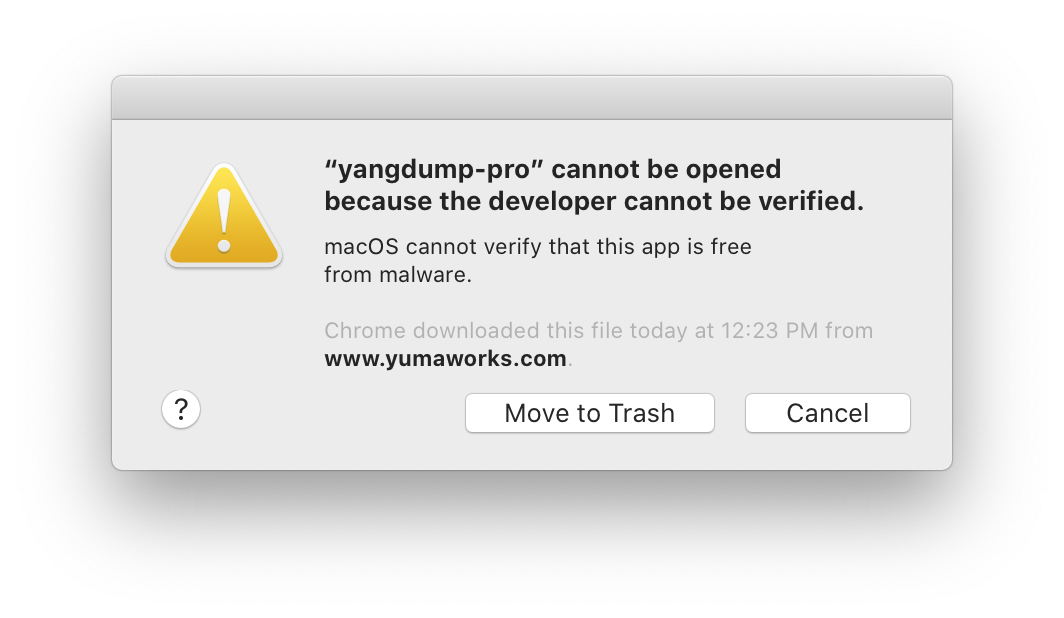 “yangdump-pro” cannot be opened
because the developer cannot be verified.
macOS cannot verify that this app is free
from malware.
Chrome downloaded this file today at 12:23 PM from
www.yumaworks.com.
?
Move to Trash
Cancel